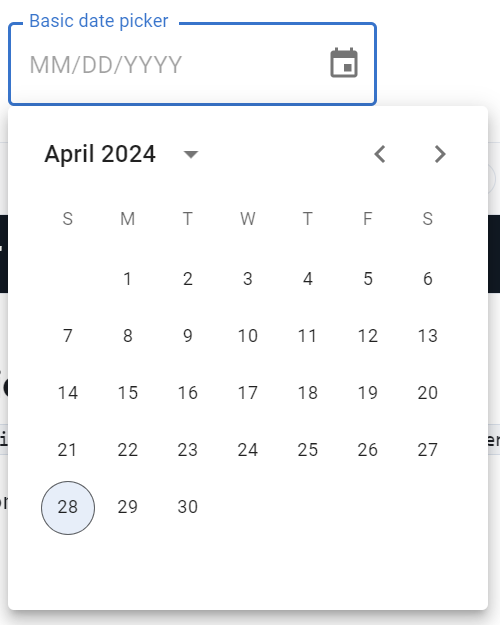 Basic date picker
MM/DD/YYYY
April 2024
S M T W T F S
1 2 3 4 5 6
7 8 9 10 11 12 13
14 15 16 17 18 19 20
21 22 23 24 25 26 27
28 29 30